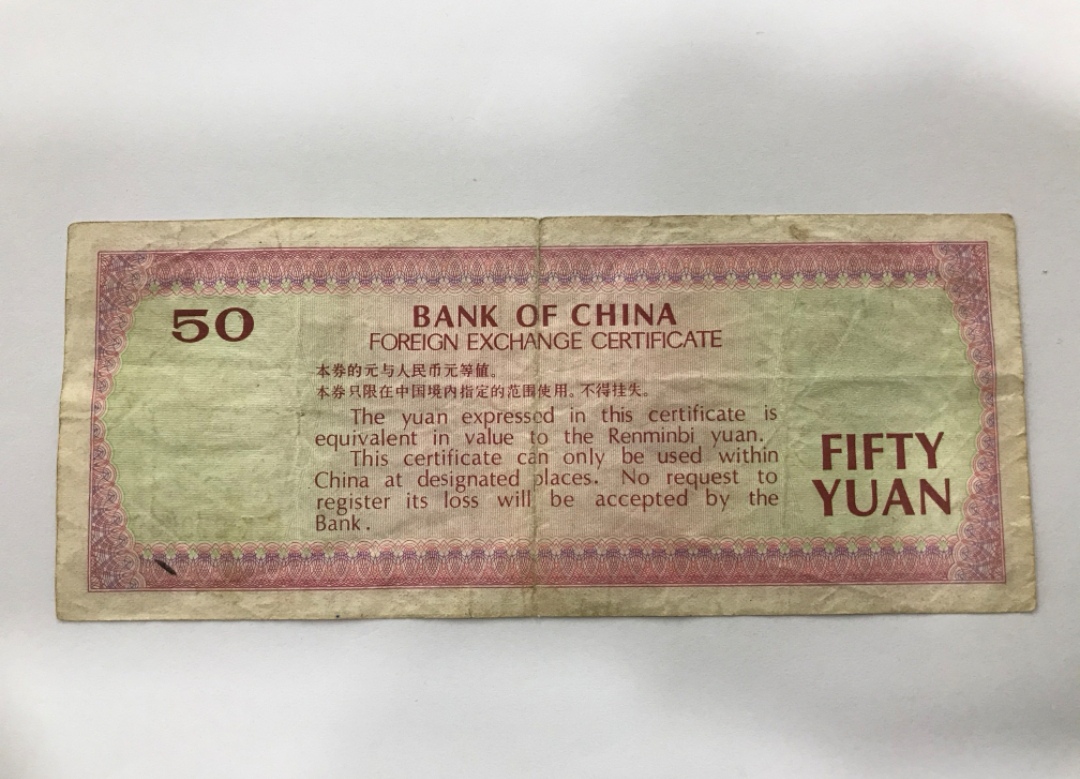 50
BANK OF CHINA
FOREIGN EXCHANGE CERTIFICATE
本券的元与人民币元等值。
本券只限在中国境内指定的范围使用。不得挂失。
The yuan expressed in this certificate is
equivalent in value to the Renminbi yuan.
This certificate can only be used within
China at designated places. No request to
register its loss will be accepted by the
Bank.
FIFTY
YUAN